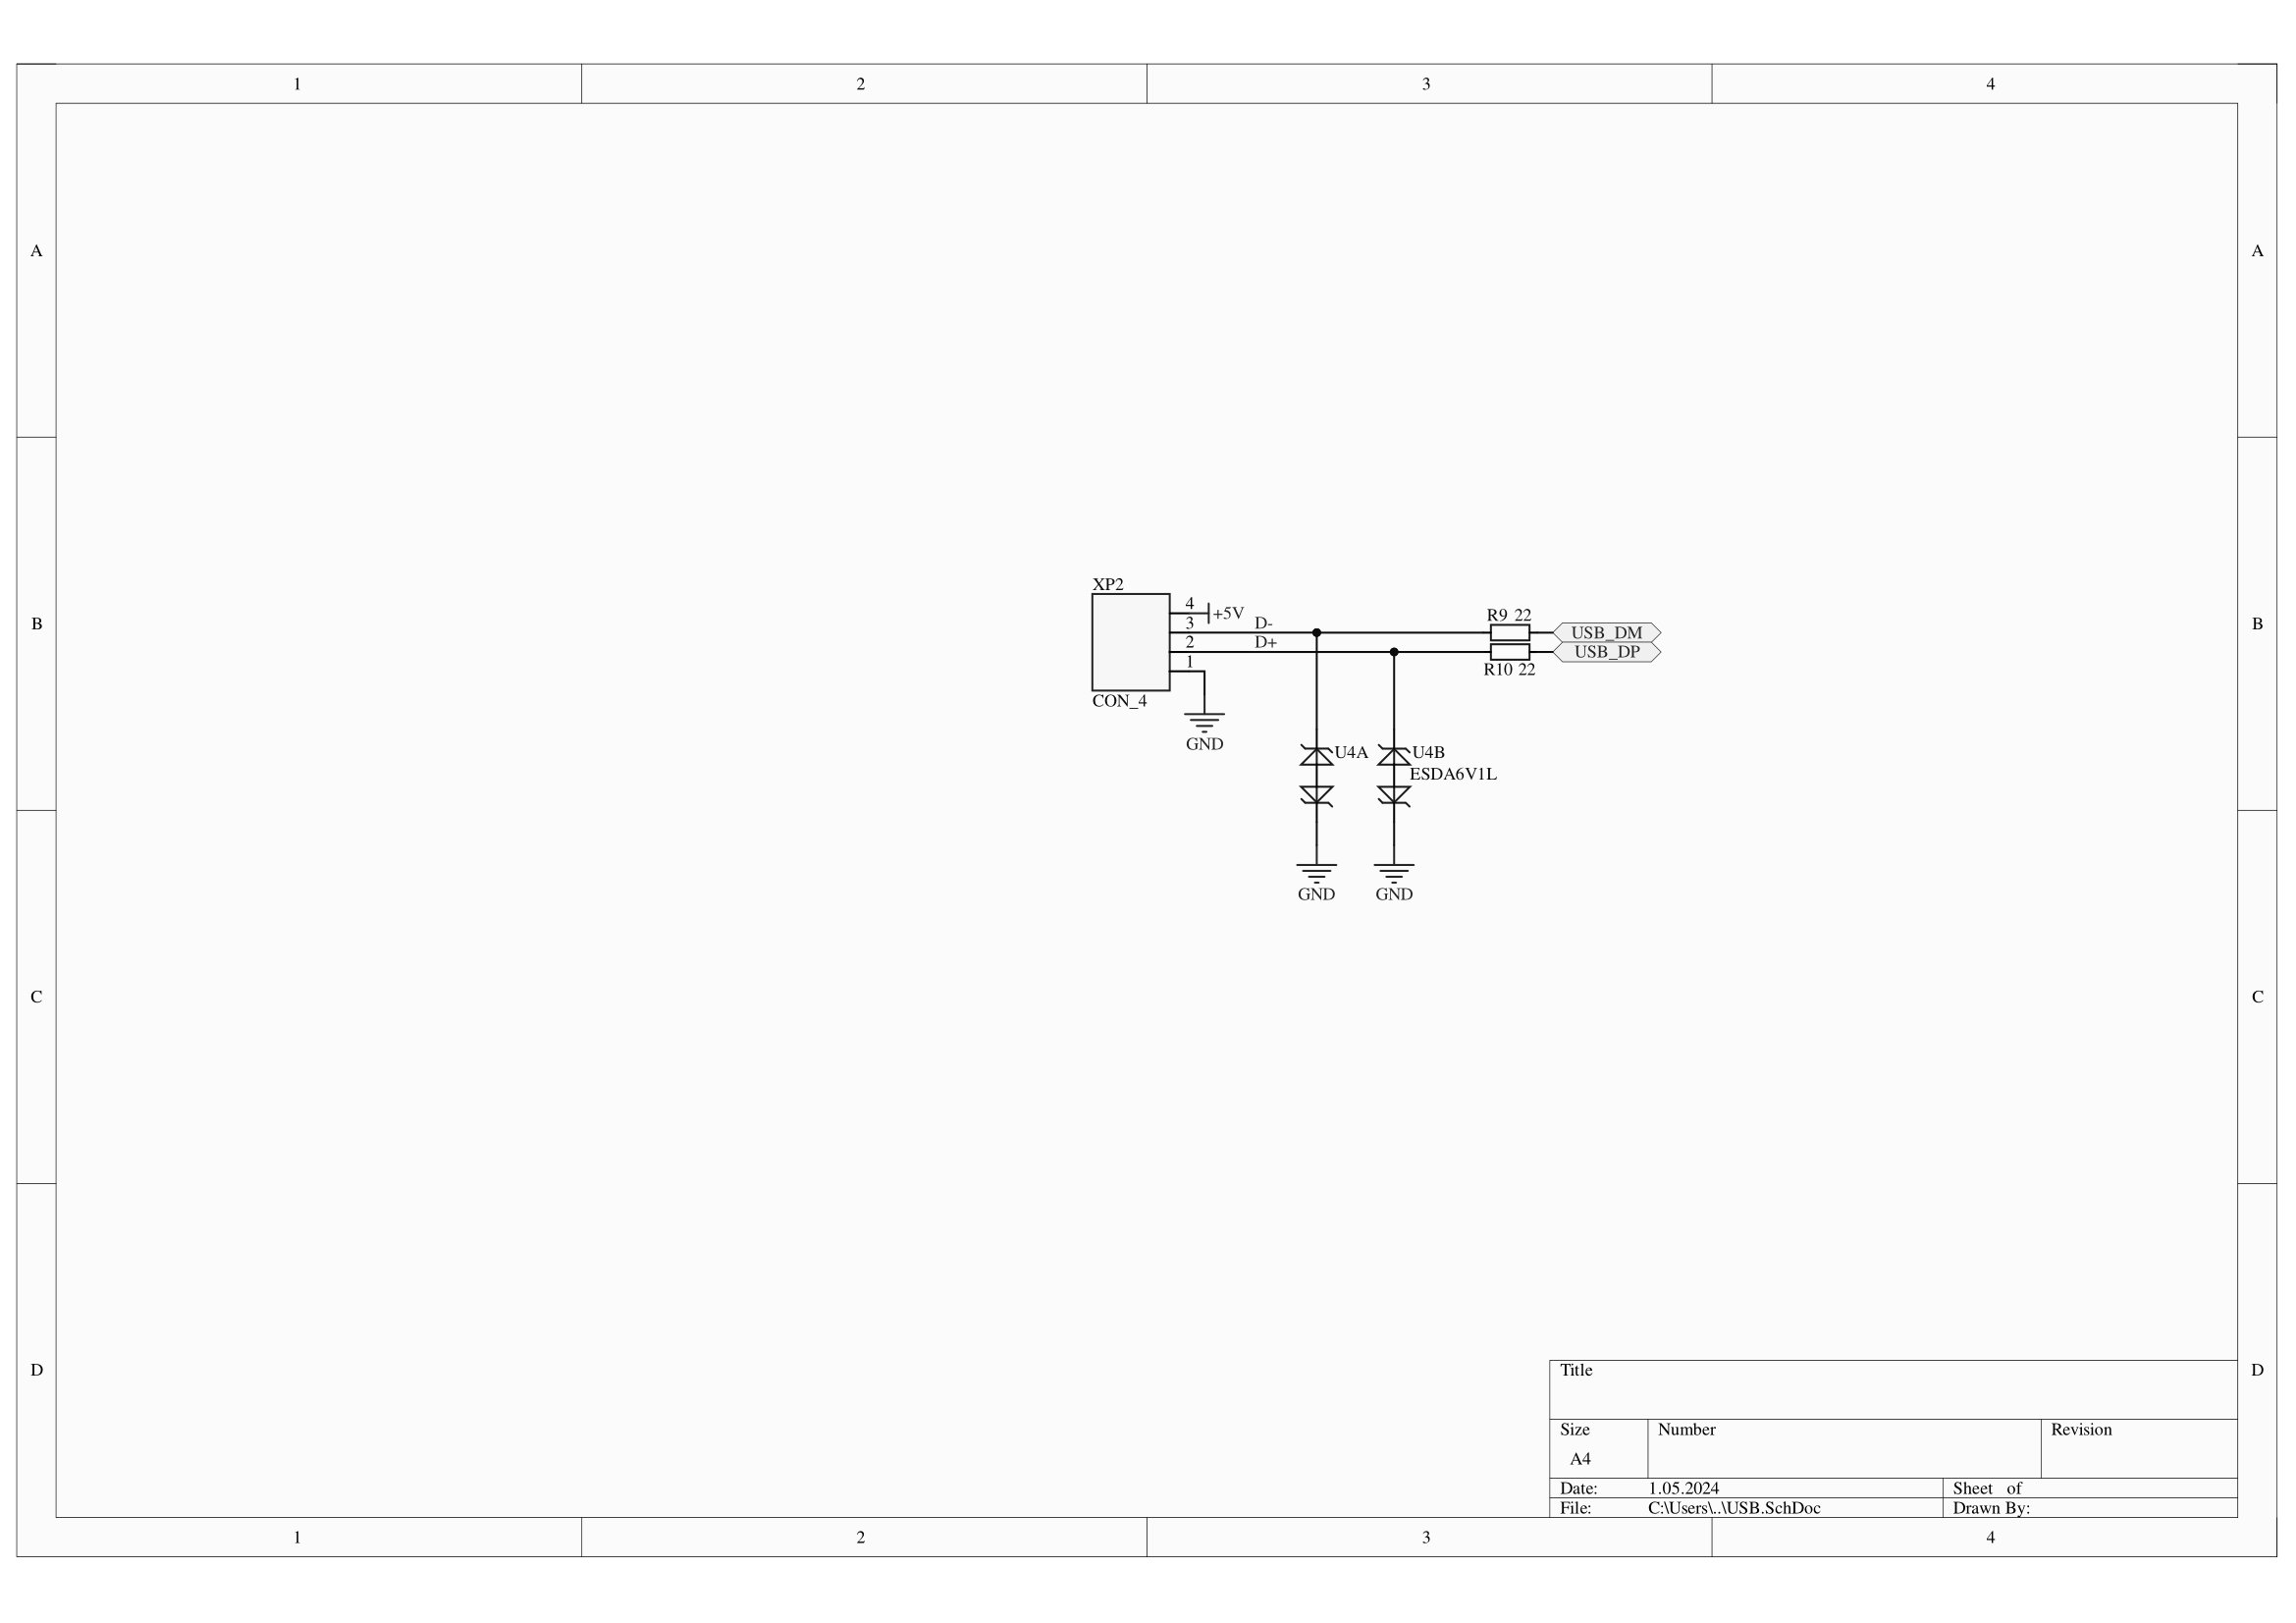 1 2 3 4
A A
XP2
4 +5V
3 D-
R9 22
USB_DM
B B
2 D+
USB_DP
1
R10 22
CON_4
GND
U4A U4B
ESDA6V1L
GND GND
C C
D D
Title
Size Number Revision
A4
Date: 1.05.2024 Sheet of
File: C:\Users\..\USB.SchDoc Drawn By:
1 2 3 4